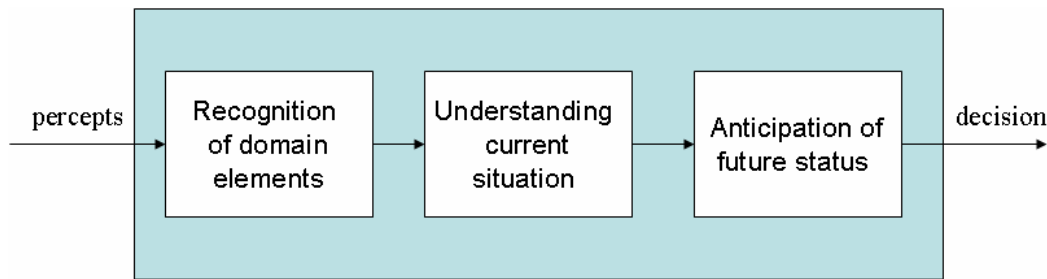 percepts
Recognition
of domain
elements
Understanding
current
situation
Anticipation of
future status
decision